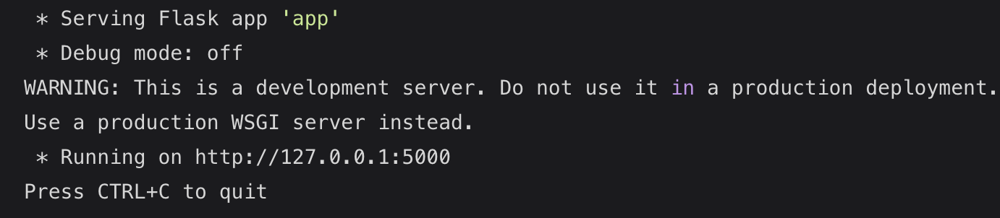 * Serving Flask app 'app'
* Debug mode: off
WARNING: This is a development server. Do not use it in a production deployment.
Use a production WSGI server instead.
* Running on http://127.0.0.1:5000
Press CTRL+C to quit